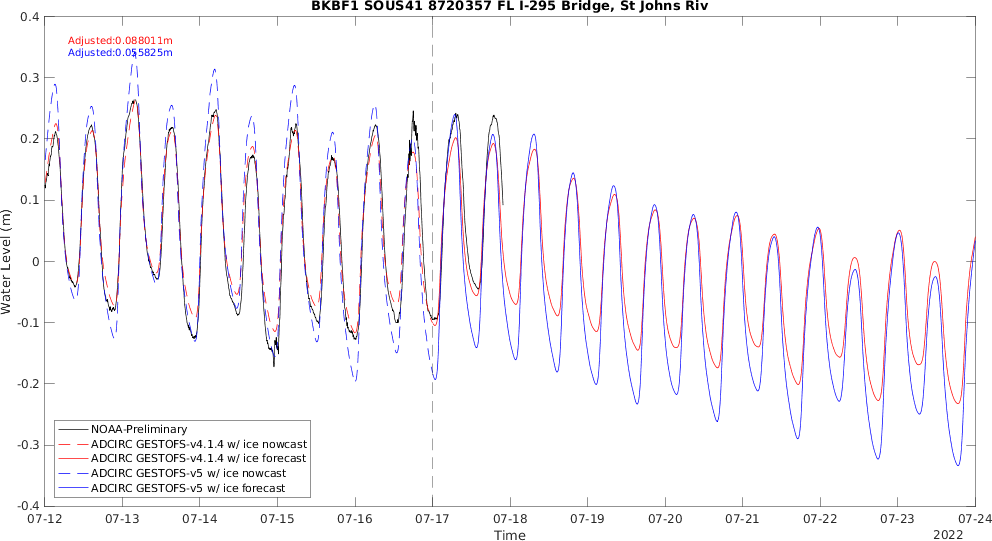 BKBF1 SOUS41 8720357 FL I-295 Bridge, St Johns Riv
Adjusted:0.088011m
Adjusted:0.055825m
0.4
0.3
0.2
0.1
0
-0.1
-0.2
-0.3
-0.4
Water Level (m)
NOAA-Preliminary
ADCIRC GESTOFS-v4.1.4 w/ ice nowcast
ADCIRC GESTOFS-v4.1.4 w/ ice forecast
ADCIRC GESTOFS-v5 w/ ice nowcast
ADCIRC GESTOFS-v5 w/ ice forecast
07-12 07-13 07-14 07-15 07-16 07-17 07-18 07-19 07-20 07-21 07-22 07-23 07-24
Time
2022